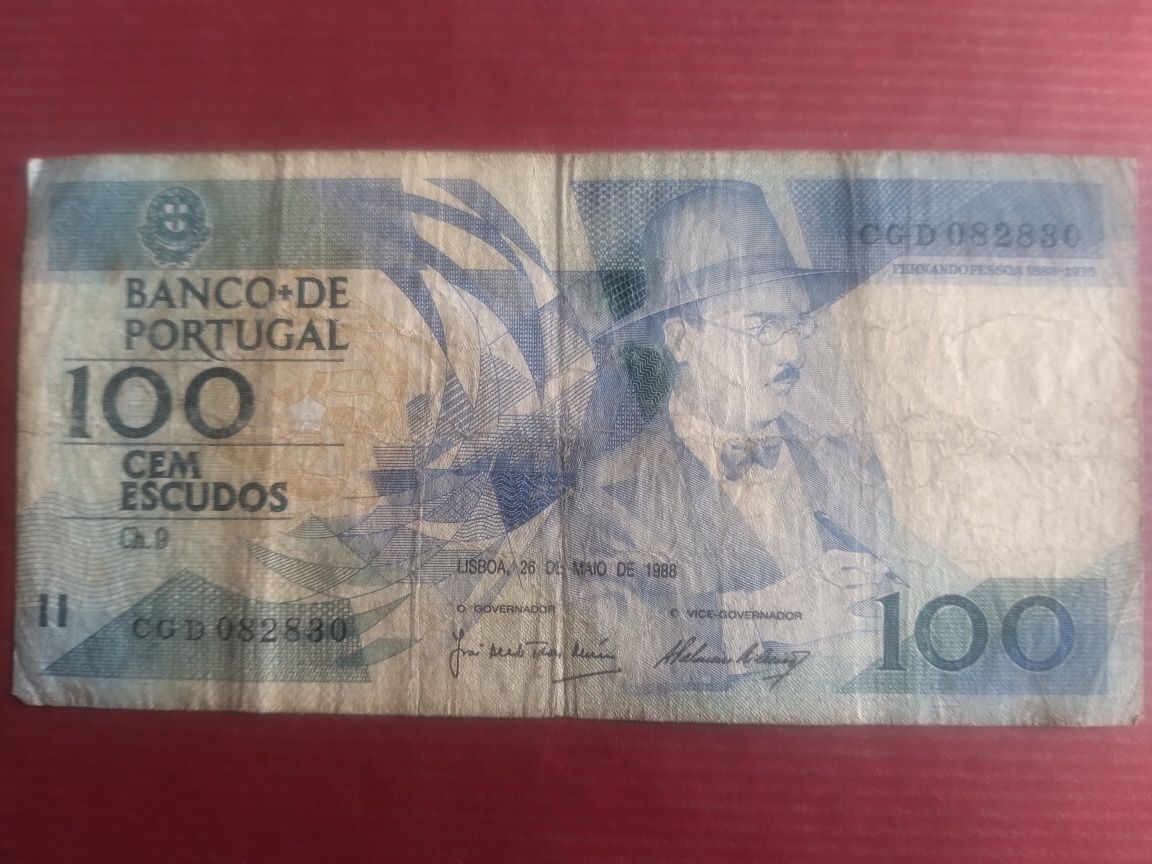 CGD 082830
FERNANDO PESSOA 1888-1935
BANCO DE
PORTUGAL
100
CEM
ESCUDOS
Ch. 9
LISBOA, 26 DE MAIO DE 1988
O GOVERNADOR
O VICE-GOVERNADOR
CGD 082830
100